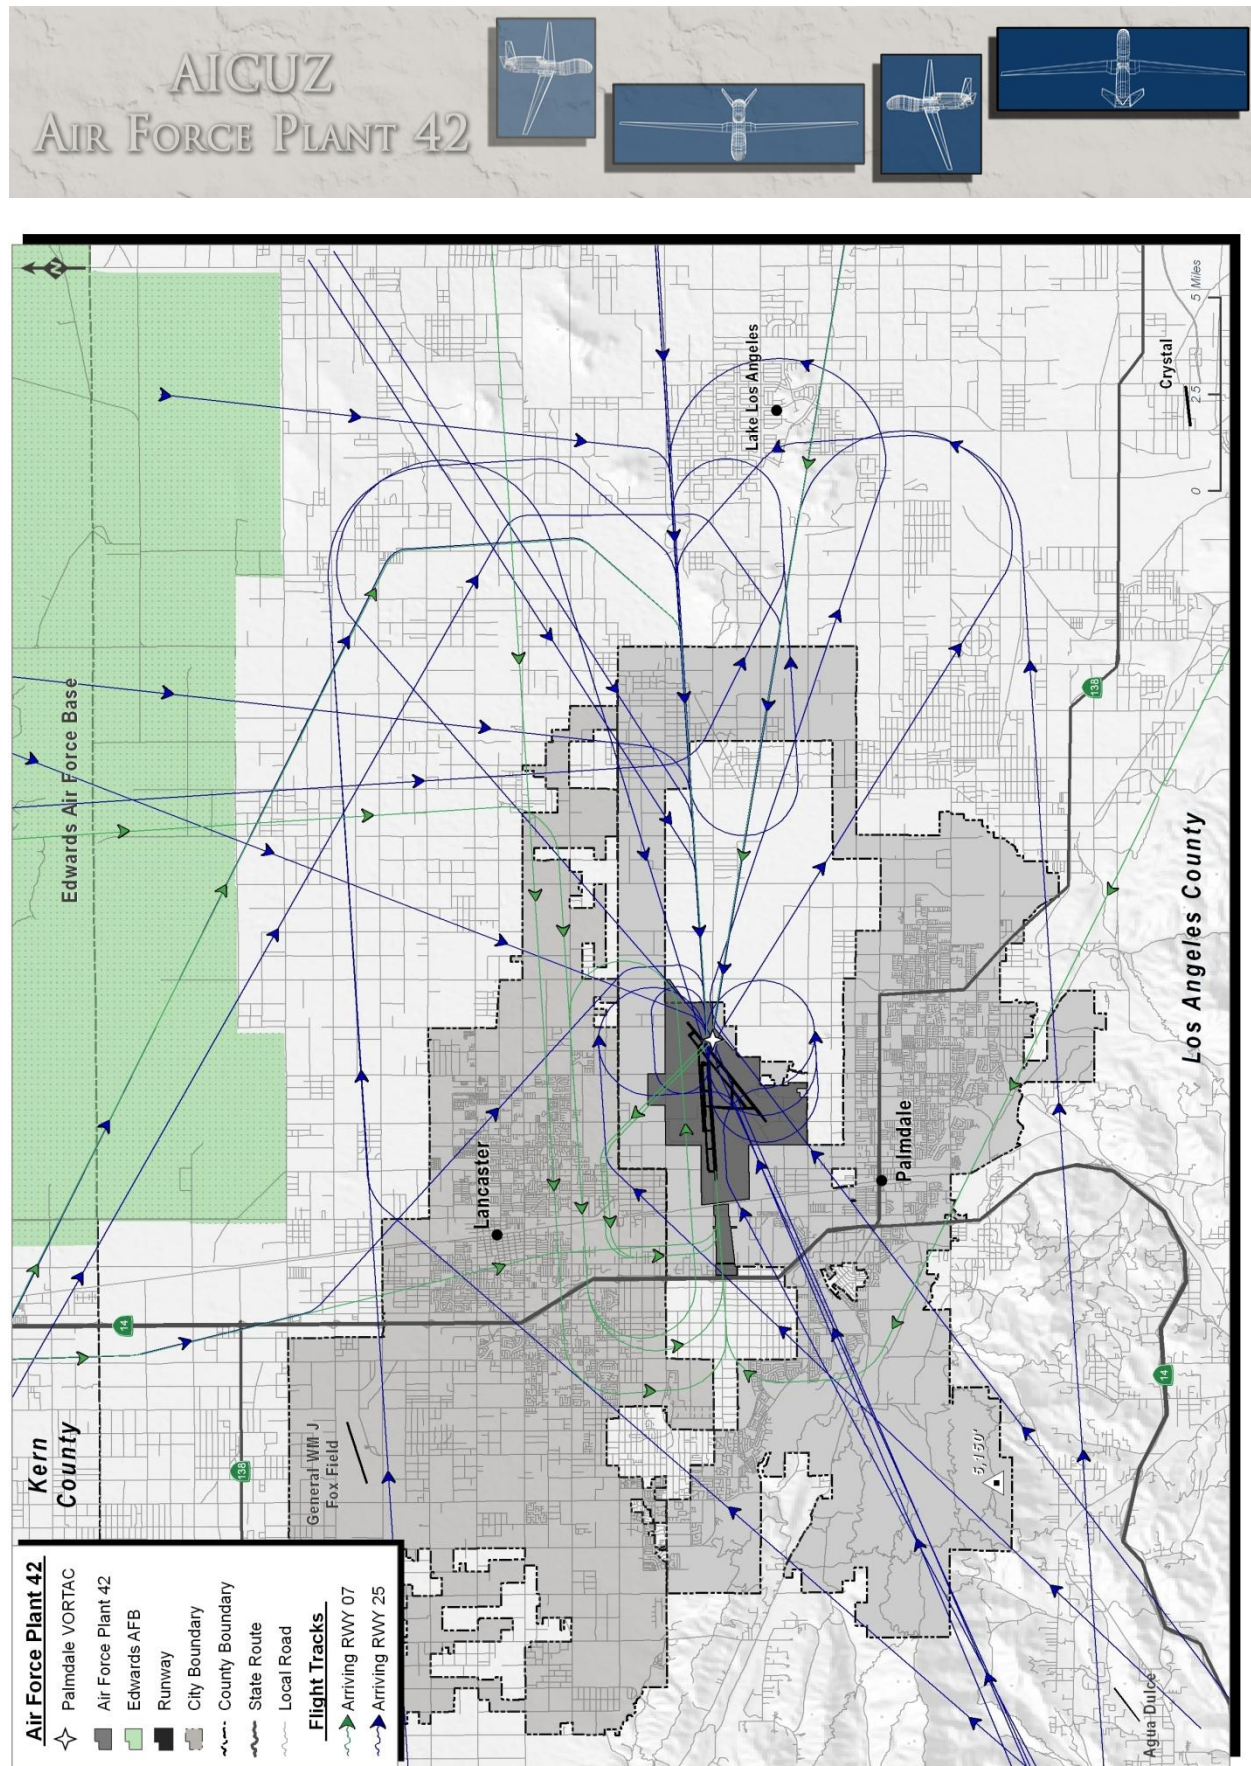 AICUZ
AIR FORCE PLANT 42
Air Force Plant 42
Palmdale VORTAC
Air Force Plant 42
Edwards AFB
Runway
City Boundary
County Boundary
State Route
Local Road
Flight Tracks
Arriving RWY 07
Arriving RWY 25
Kern
County
Edwards Air Force Base
N
14
138
General WM J
Fox Field
Lancaster
Lake Los Angeles
Palmdale
138
14
5,150'
Agua Dulce
Los Angeles County
Crystal
0
2.5
5 Miles